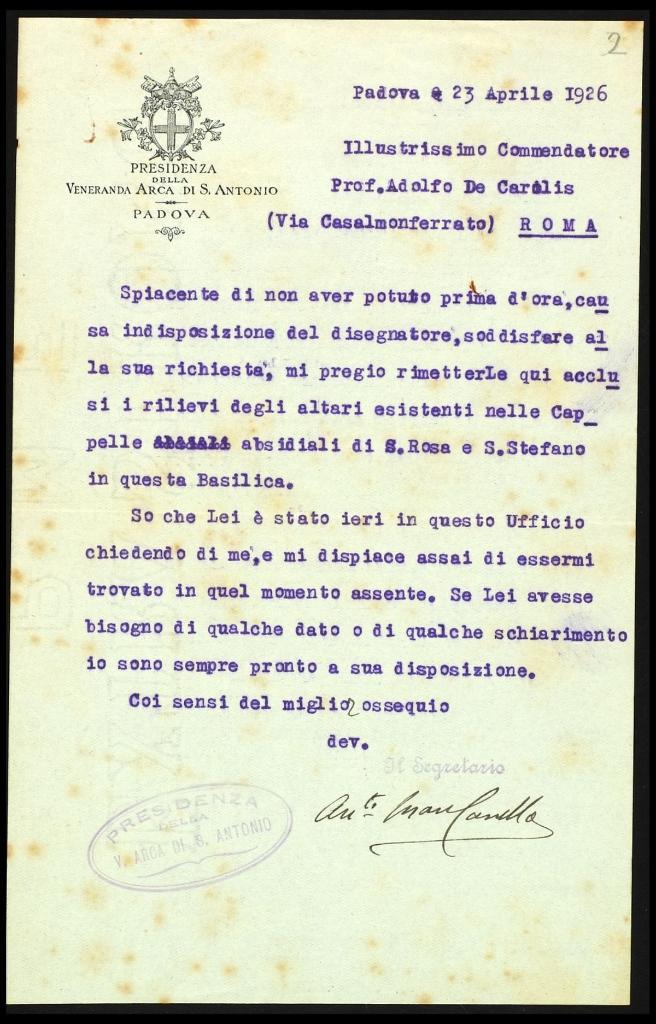 2
PRESIDENZA
DELLA
VENERANDA ARCA DI S. ANTONIO
PADOVA
Padova 23 Aprile 1926
Illustrissimo Commendatore
Prof.Adolfo De Carolis
(Via Casalmonferrato) ROMA
Spiacente di non aver potuto prima d'ora,cau
sa indisposizione del disegnatore,soddisfare al
la sua richiesta, mi pregio rimetterLe qui acclu
si i rilievi degli altari esistenti nelle Cap_
pelle absidiali di S.Rosa e S.Stefano
in questa Basilica.
So che Lei è stato ieri in questo Ufficio
chiedendo di me,e mi dispiace assai di essermi
trovato in quel momento assente. Se Lei avesse
bisogno di qualche dato o di qualche schiarimento
io sono sempre pronto a sua disposizione.
Coi sensi del miglior ossequio
dev.
Il Segretario
Ant.
PRESIDENZA
DELLA
V. ARCA DI S. ANTONIO